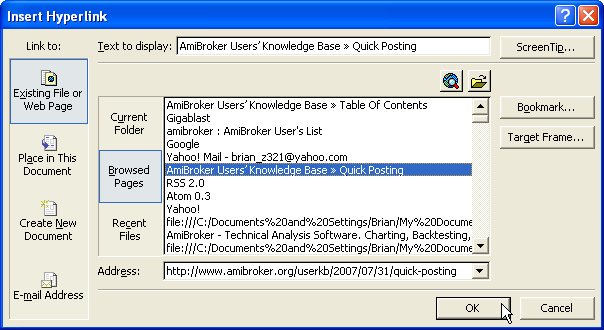 Insert Hyperlink
Link to:
Text to display: AmiBroker Users’ Knowledge Base » Quick Posting
ScreenTip...
Existing File or
Web Page
Place in This
Document
Create New
Document
E-mail Address
Current
Folder
Browsed
Pages
Recent
Files
AmiBroker Users’ Knowledge Base » Table Of Contents
Gigablast
amibroker : AmiBroker User's List
Google
Yahoo! Mail - brian_z321@yahoo.com
AmiBroker Users’ Knowledge Base » Quick Posting
RSS 2.0
Atom 0.3
Yahoo!
file:///C:/Documents%20and%20Settings/Brian/My%20Docume
AmiBroker - Technical Analysis Software. Charting, Backtesting,
file:///C:/Documents%20and%20Settings/Brian/My%20Docume
Bookmark...
Target Frame...
Address: http://www.amibroker.org/userkb/2007/07/31/quick-posting
OK
Cancel